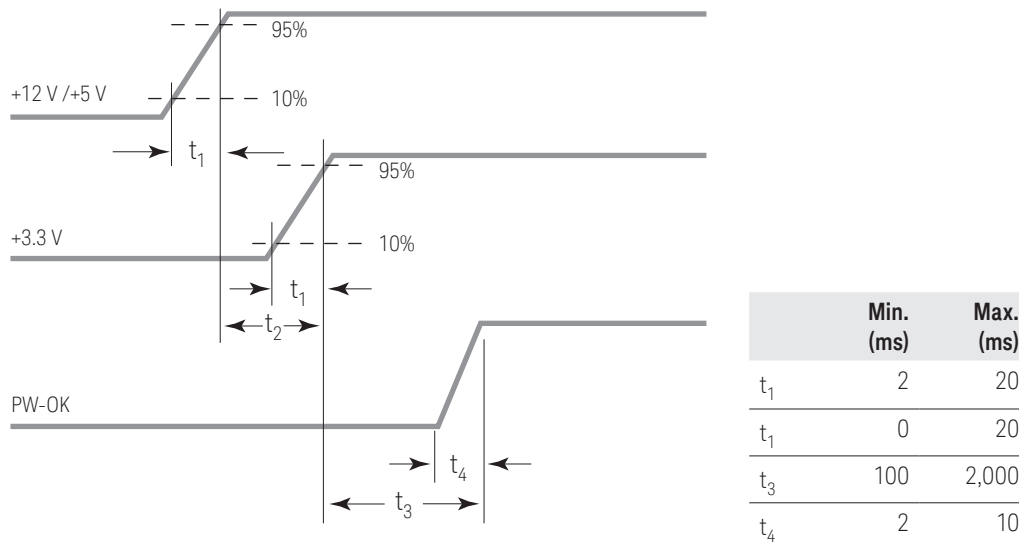 95%
+12 V /+5 V
10%
t₁
95%
+3.3 V
10%
t₁
t₂
PW-OK
t₄
t₃
Min. Max.
(ms) (ms)
t₁ 2 20
t₁ 0 20
t₃ 100 2,000
t₄ 2 10